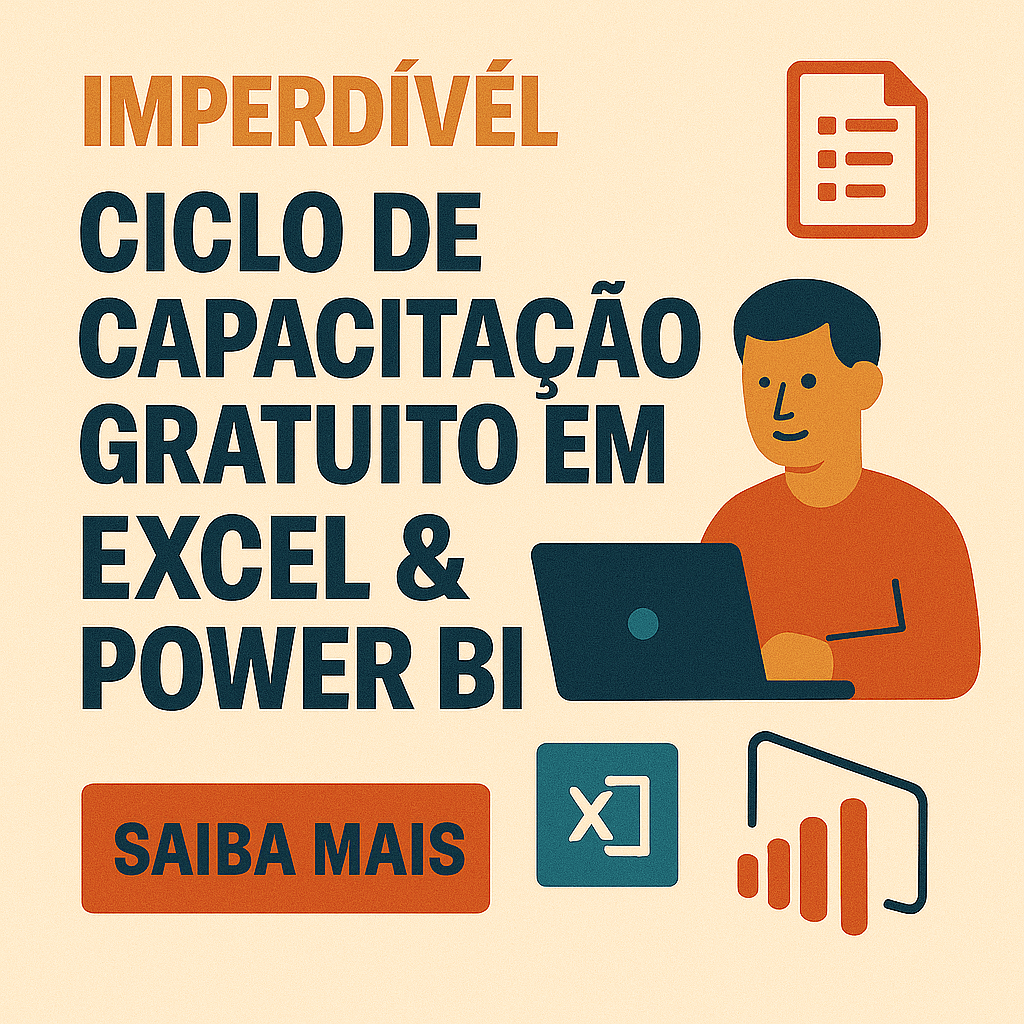 IMPERDÍVÉL
CICLO DE
CAPACITAÇÃO
GRATUITO EM
EXCEL &
POWER BI
SAIBA MAIS
X